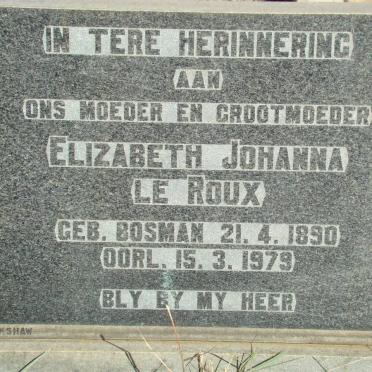 IN TERE HERINNERING
AAN
ONS MOEDER EN GROOTMOEDER
ELIZABETH JOHANNA
LE ROUX
GEB. BOSMAN 21. 4. 1890
OORL. 15. 3. 1979
BLY BY MY HEER